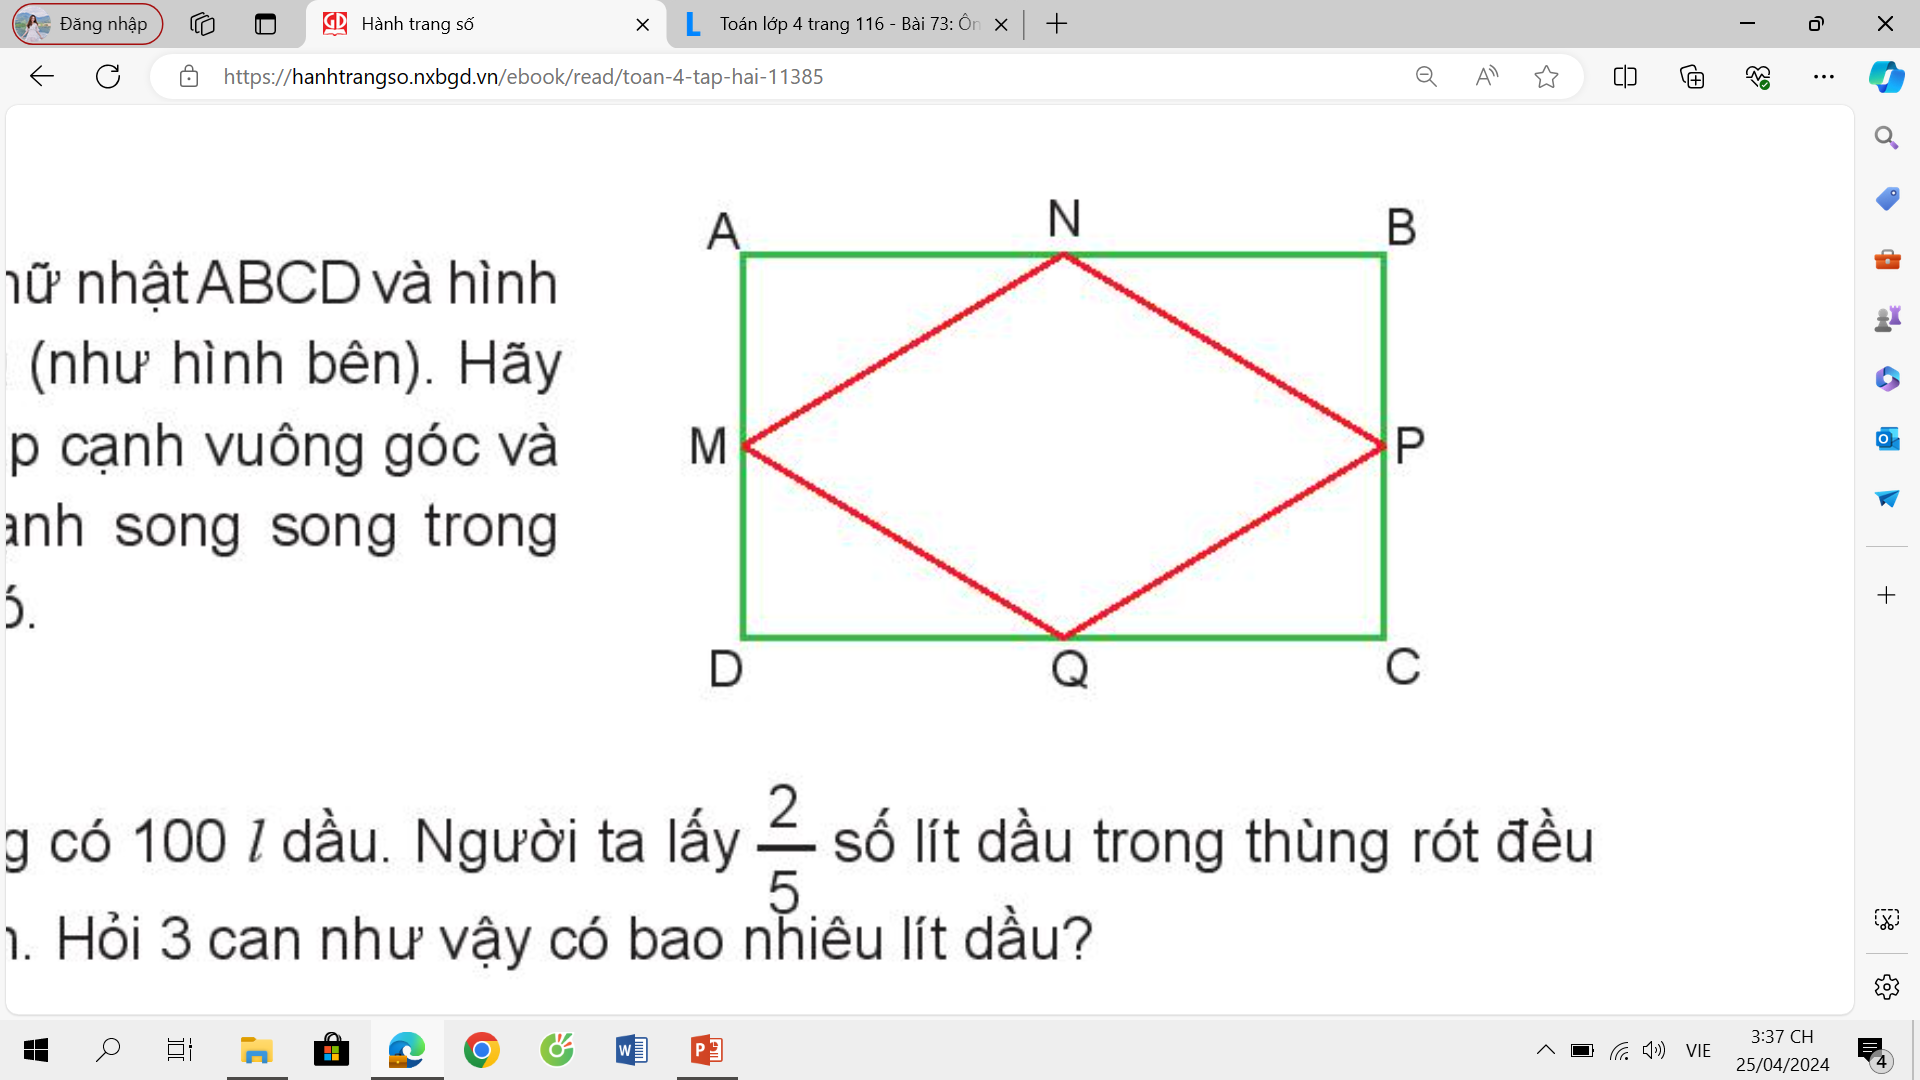 Đăng nhập
Hành trang số
Toán lớp 4 trang 116 - Bài 73: Ôn
https://hanhtrangso.nxbgd.vn/ebook/read/toan-4-tap-hai-11385
A N B
hữ nhật ABCD và hình
(như hình bên). Hãy
p cạnh vuông góc và
M P
anh song song trong
ó.
D Q C
g có 100 l dầu. Người ta lấy 2/5 số lít dầu trong thùng rót đều
n. Hỏi 3 can như vậy có bao nhiêu lít dầu?
VIE
3:37 CH
25/04/2024
4